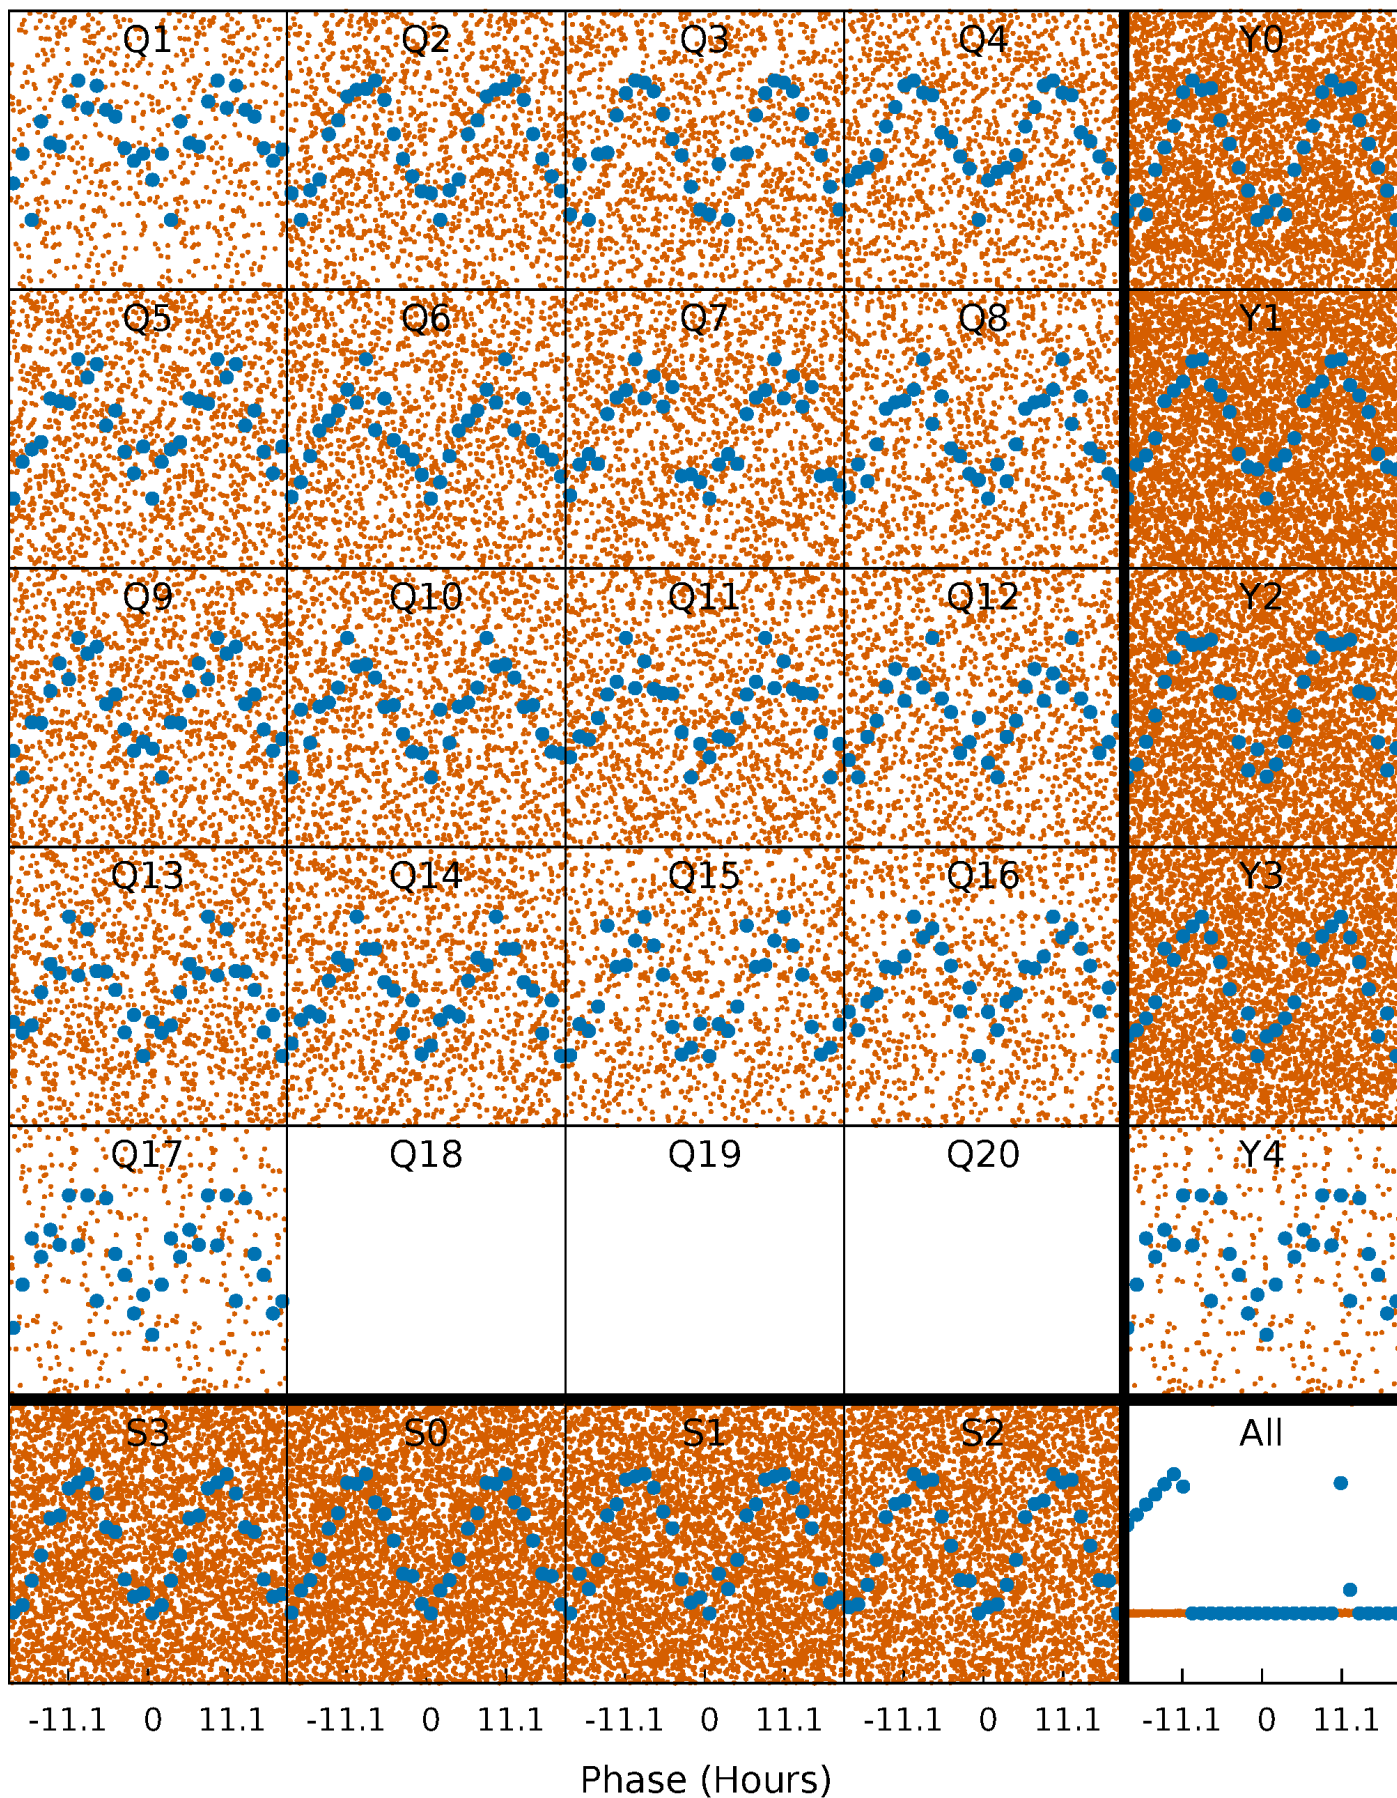 Q1 Q2 Q3 Q4 Y0
Q5 Q6 Q7 Q8 Y1
Q9 Q10 Q11 Q12 Y2
Q13 Q14 Q15 Q16 Y3
Q17 Q18 Q19 Q20 Y4
S3 S0 S1 S2 All
-11.1 0 11.1 -11.1 0 11.1 -11.1 0 11.1 -11.1 0 11.1 -11.1 0 11.1
Phase (Hours)